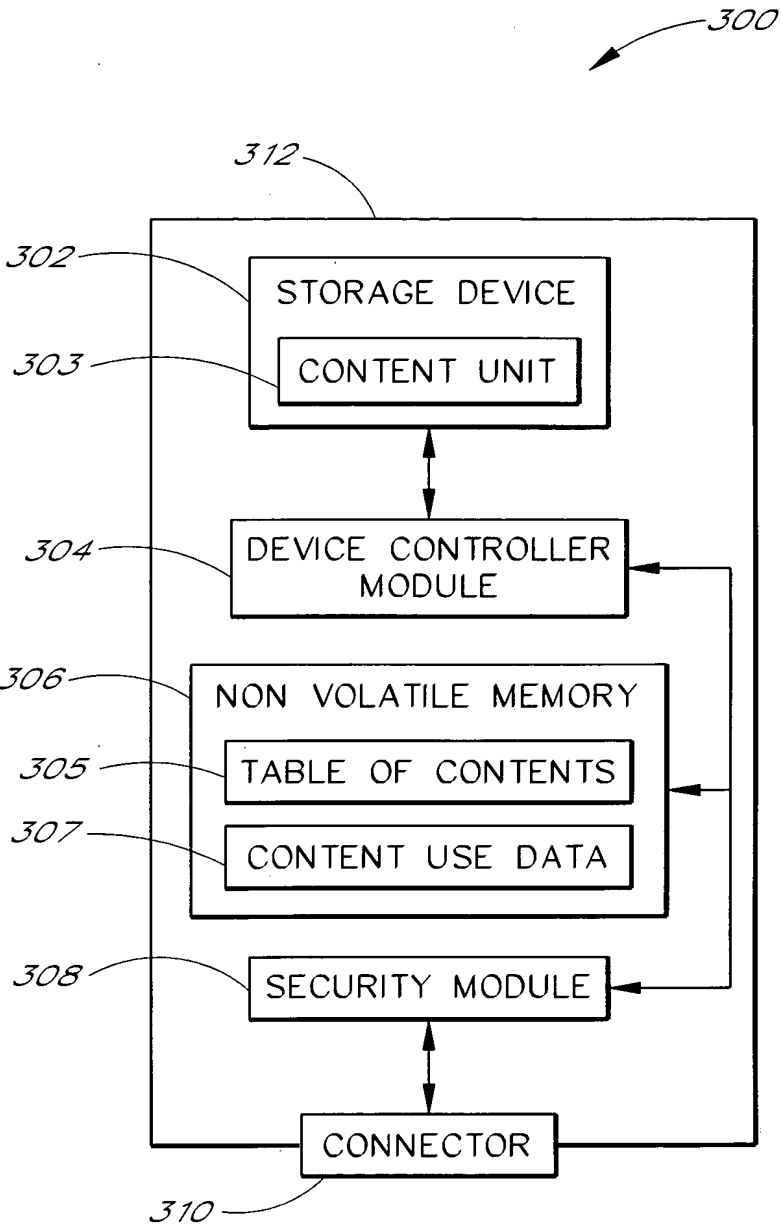 300
312
302
STORAGE DEVICE
303
CONTENT UNIT
304
DEVICE CONTROLLER
MODULE
306
NON VOLATILE MEMORY
305
TABLE OF CONTENTS
307
CONTENT USE DATA
308
SECURITY MODULE
CONNECTOR
310